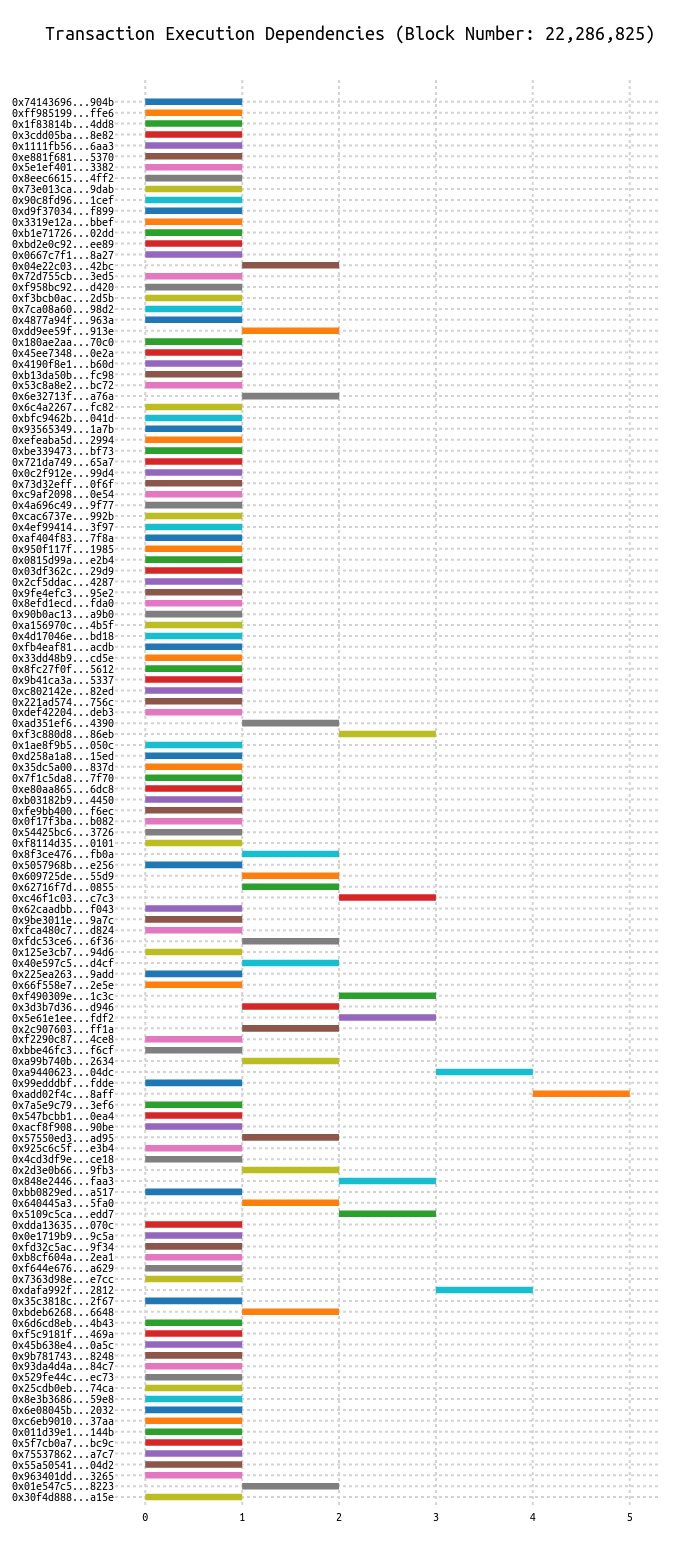 Transaction Execution Dependencies (Block Number: 22,286,825)
0x74143696...904b
0xff985199...ffe6
0x1f83814b...4dd8
0x3cdd05ba...8e82
0x1111fb56...6aa3
0xe881f681...5370
0x5e1ef401...3382
0x8eec6615...4ff2
0x73e013ca...9dab
0x90c8fd96...1cef
0xd9f37034...f899
0x3319e12a...bbef
0xb1e71726...02dd
0xbd2e0c92...ee89
0x0667c7f1...8a27
0x04e22c03...42bc
0x72d755cb...3ed5
0xf958bc92...d420
0xf3bcb0ac...2d5b
0x7ca08a60...98d2
0x4877a94f...963a
0xdd9ee59f...913e
0x180ae2aa...70c0
0x45ee7348...0e2a
0x4190f8e1...b60d
0xb13da50b...fc98
0x53c8a8e2...bc72
0x6e32713f...a76a
0x6c4a2267...fc82
0xbfc9462b...041d
0x93565349...1a7b
0xefeaba5d...2994
0xbe339473...bf73
0x721da749...65a7
0x0c2f912e...99d4
0x73d32eff...0f6f
0xc9af2098...0e54
0x4a696c49...9f77
0xcac6737e...992b
0x4ef99414...3f97
0xaf404f83...7f8a
0x950f117f...1985
0x0815d99a...e2b4
0x03df362c...29d9
0x2cf5ddac...4287
0x9fe4efc3...95e2
0x8efd1ecd...fda0
0x90b0ac13...a9b0
0xa156970c...4b5f
0x4d17046e...bd18
0xfb4eaf81...acdb
0x33dd48b9...cd5e
0x8fc27f0f...5612
0x9b41ca3a...5337
0xc802142e...82ed
0x221ad574...756c
0xdef42204...deb3
0xad351ef6...4390
0xf3c880d8...86eb
0x1ae8f9b5...050c
0xd258a1a8...15ed
0x35dc5a00...837d
0x7f1c5da8...7f70
0xe80aa865...6dc8
0xb03182b9...4450
0xfe9bb400...f6ec
0x0f17f3ba...b082
0x54425bc6...3726
0xf8114d35...0101
0x8f3ce476...fb0a
0x5057968b...e256
0x609725de...55d9
0x62716f7d...0855
0xc46f1c03...c7c3
0x62caadbb...f043
0x9be3011e...9a7c
0xfca480c7...d824
0xfdc53ce6...6f36
0x125e3cb7...94d6
0x40e597c5...d4cf
0x225ea263...9add
0x66f558e7...2e5e
0xf490309e...1c3c
0x3d3b7d36...d946
0x5e61e1ee...fdf2
0x2c907603...ff1a
0xf2290c87...4ce8
0xbbe46fc3...f6cf
0xa99b740b...2634
0xa9440623...04dc
0x99edddbf...fdde
0xadd02f4c...8aff
0x7a5e9c79...3ef6
0x547bcbb1...0ea4
0xacf8f908...90be
0x57550ed3...ad95
0x925c6c5f...e3b4
0x4cd3df9e...ce18
0x2d3e0b66...9fb3
0x848e2446...faa3
0xbb0829ed...a517
0x640445a3...5fa0
0x5109c5ca...edd7
0xdda13635...070c
0x0e1719b9...9c5a
0xfd32c5ac...9f34
0xb8cf604a...2ea1
0xf644e676...a629
0x7363d98e...e7cc
0xdafa992f...2812
0x35c3818c...2f67
0xbdeb6268...6648
0x6d6cd8eb...4b43
0xf5c9181f...469a
0x45b638e4...0a5c
0x9b781743...8248
0x93da4d4a...84c7
0x529fe44c...ec73
0x25cdb0eb...74ca
0x8e3b3686...59e8
0x6e08045b...2032
0xc6eb9010...37aa
0x011d39e1...144b
0x5f7cb0a7...bc9c
0x75537862...a7c7
0x55a50541...04d2
0x963401dd...3265
0x01e547c5...8223
0x30f4d888...a15e
0 1 2 3 4 5